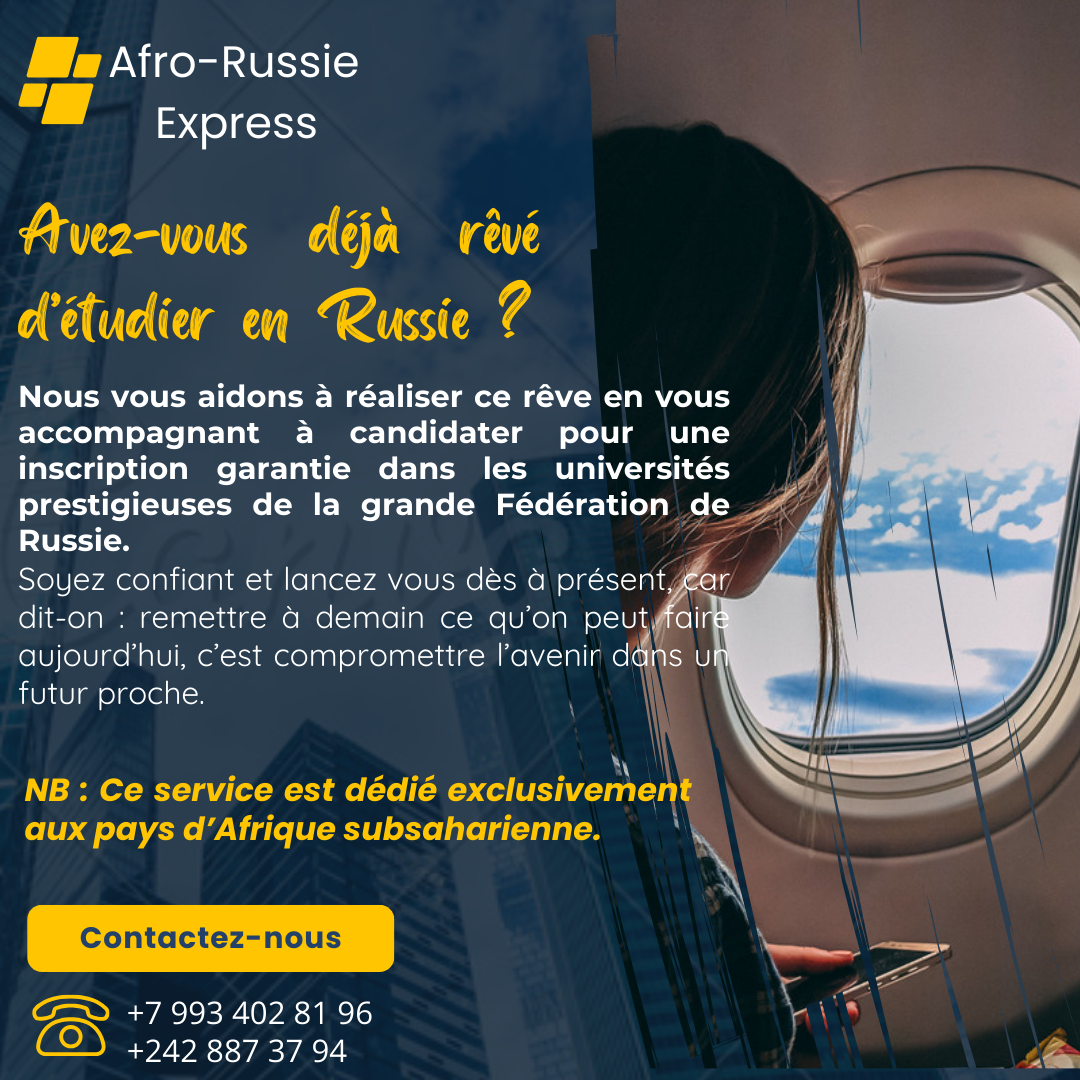 Afro-Russie
Express
Avez-vous déjà rêvé
d'étudier en Russie ?
Nous vous aidons à réaliser ce rêve en vous
accompagnant à candidater pour une
inscription garantie dans les universités
prestigieuses de la grande Fédération de
Russie.
Soyez confiant et lancez vous dès à présent, car
dit-on : remettre à demain ce qu'on peut faire
aujourd'hui, c'est compromettre l'avenir dans un
futur proche.
NB : Ce service est dédié exclusivement
aux pays d'Afrique subsaharienne.
Contactez-nous
+7 993 402 81 96
+242 887 37 94